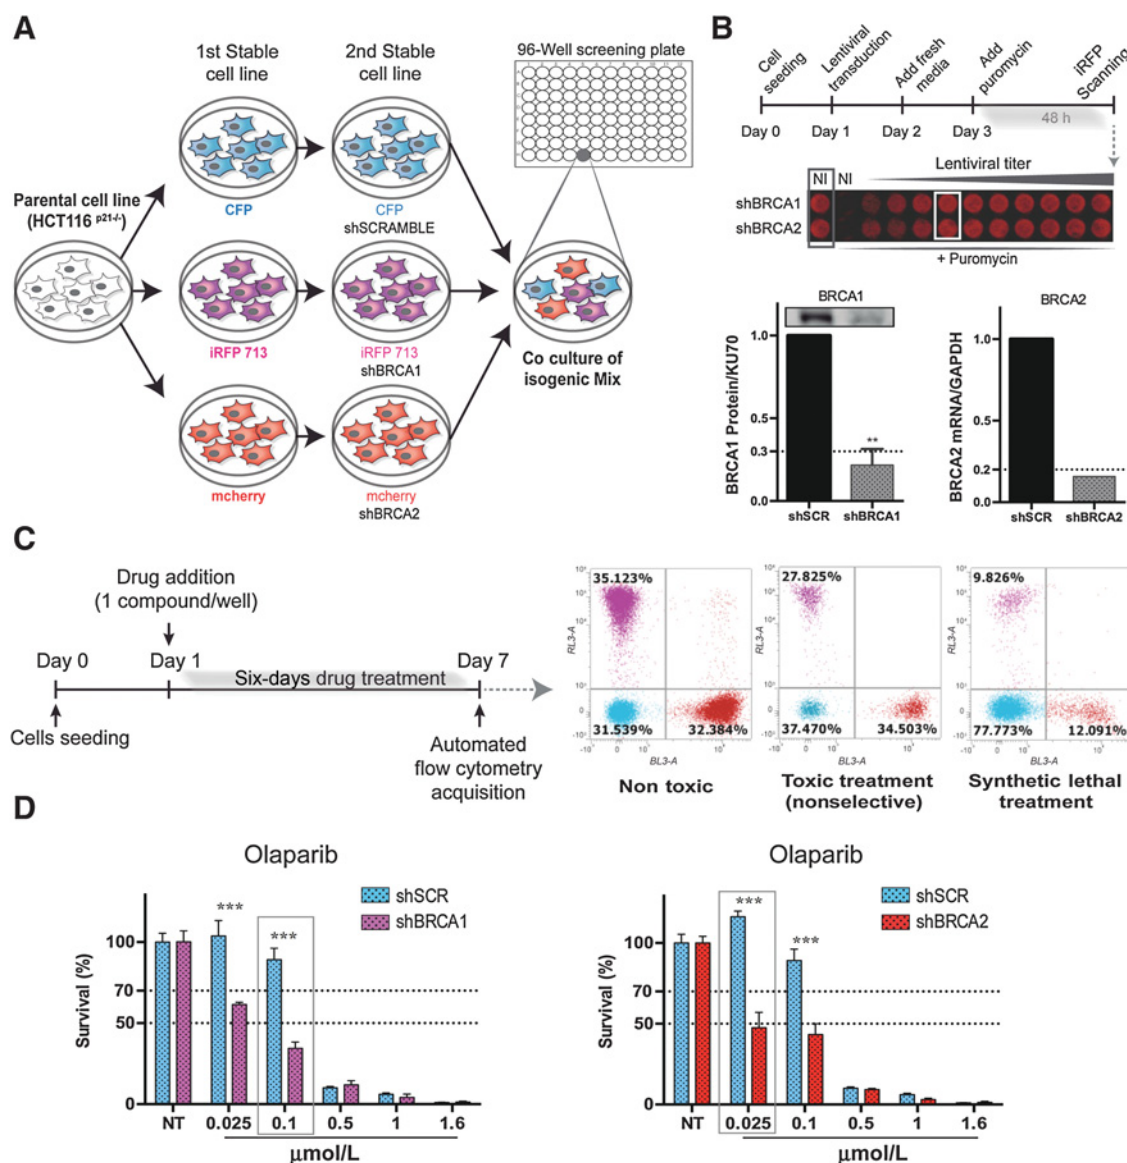 A
1st Stable
cell line
2nd Stable
cell line
96-Well screening plate
Parental cell line
(HCT116 p21-/-)
CFP
CFP
shSCRAMBLE
iRFP 713
iRFP 713
shBRCA1
Co culture of
isogenic Mix
mcherry
mcherry
shBRCA2
B
Cell
seeding
Lentiviral
transduction
Add fresh
media
Add
puromycin
iRFP
Scanning
48 h
Day 0
Day 1
Day 2
Day 3
Lentiviral titer
NI
NI
shBRCA1
shBRCA2
+ Puromycin
BRCA1
BRCA1 Protein/KU70
1.0
0.5
0.3
0.0
**
shSCR
shBRCA1
BRCA2
BRCA2 mRNA/GAPDH
1.0
0.5
0.2
0.0
shSCR
shBRCA2
C
Drug addition
(1 compound/well)
Day 0
Day 1
Day 7
Six-days drug treatment
Cells seeding
Automated
flow cytometry
acquisition
35.123%
31.539%
32.384%
RL3-A
BL3-A
Non toxic
27.825%
37.470%
34.503%
RL3-A
BL3-A
Toxic treatment
(nonselective)
9.826%
77.773%
12.091%
RL3-A
BL3-A
Synthetic lethal
treatment
D
Olaparib
shSCR
shBRCA1
Survival (%)
100
70
50
0
***
***
NT
0.025
0.1
0.5
1
1.6
μmol/L
Olaparib
shSCR
shBRCA2
Survival (%)
100
70
50
0
***
***
NT
0.025
0.1
0.5
1
1.6
μmol/L